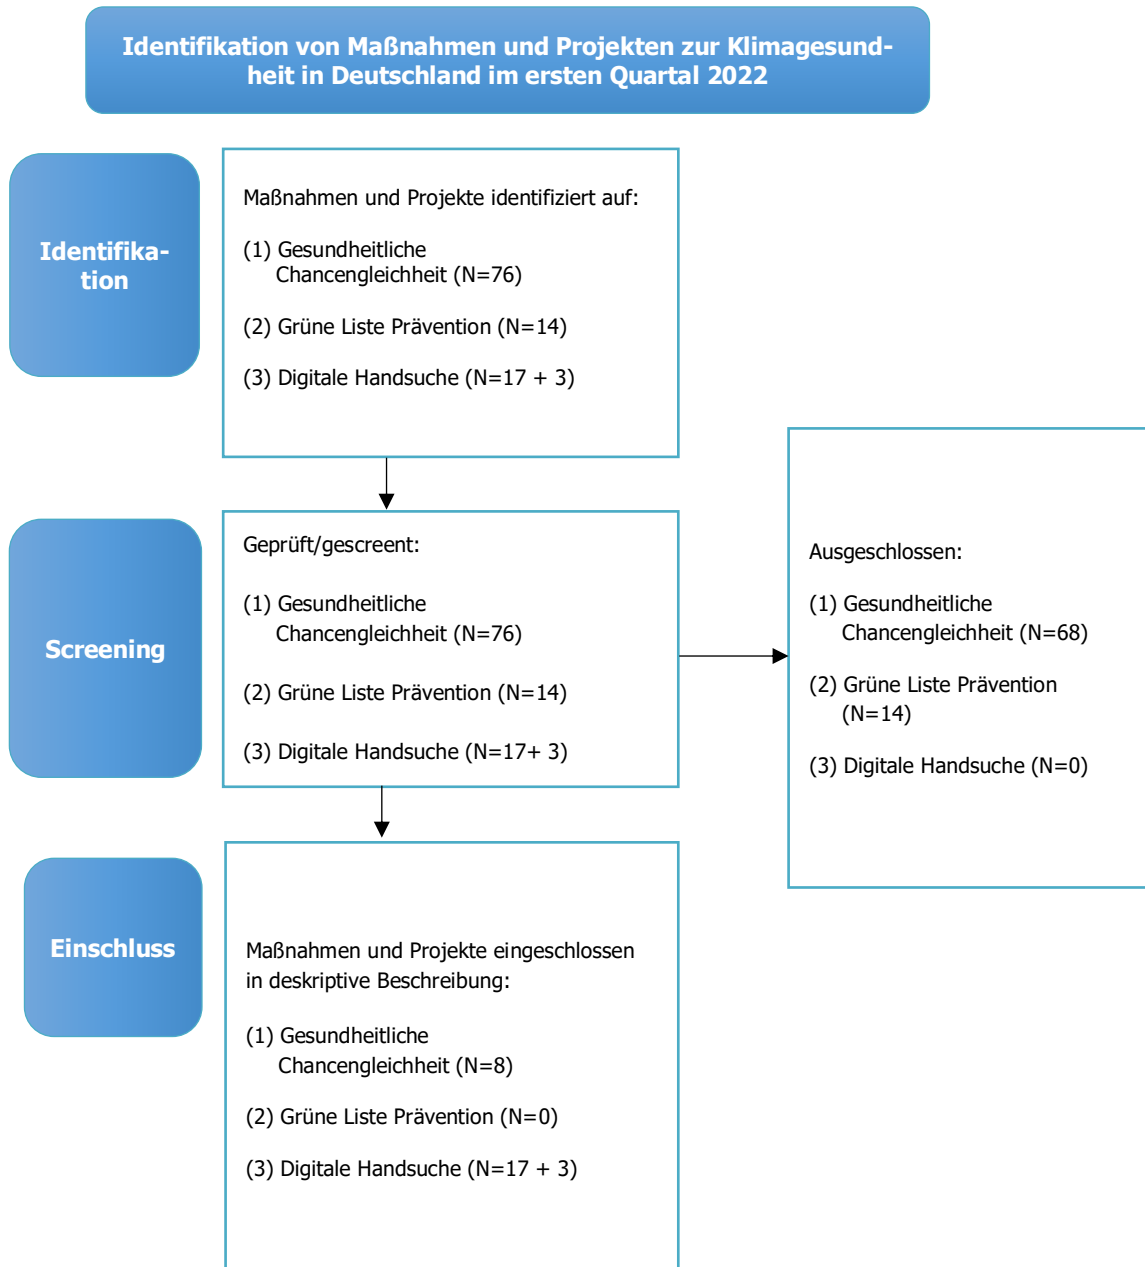 Identifikation von Maßnahmen und Projekten zur Klimagesund-
heit in Deutschland im ersten Quartal 2022
Identifika-
tion
Maßnahmen und Projekte identifiziert auf:
(1) Gesundheitliche
Chancengleichheit (N=76)
(2) Grüne Liste Prävention (N=14)
(3) Digitale Handsuche (N=17 + 3)
Screening
Geprüft/gescreent:
(1) Gesundheitliche
Chancengleichheit (N=76)
(2) Grüne Liste Prävention (N=14)
(3) Digitale Handsuche (N=17+ 3)
Ausgeschlossen:
(1) Gesundheitliche
Chancengleichheit (N=68)
(2) Grüne Liste Prävention
(N=14)
(3) Digitale Handsuche (N=0)
Einschluss
Maßnahmen und Projekte eingeschlossen
in deskriptive Beschreibung:
(1) Gesundheitliche
Chancengleichheit (N=8)
(2) Grüne Liste Prävention (N=0)
(3) Digitale Handsuche (N=17 + 3)